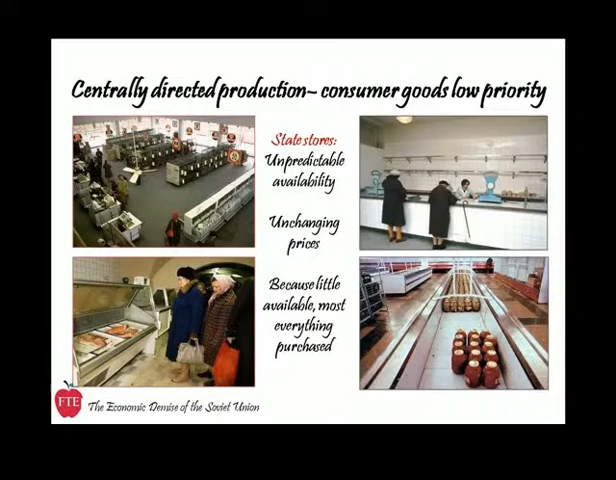 Centrally directed production– consumer goods low priority
State stores:
Unpredictable
availability
Unchanging
prices
Because little
available, most
everything
purchased
FTE
The Economic Demise of the Soviet Union